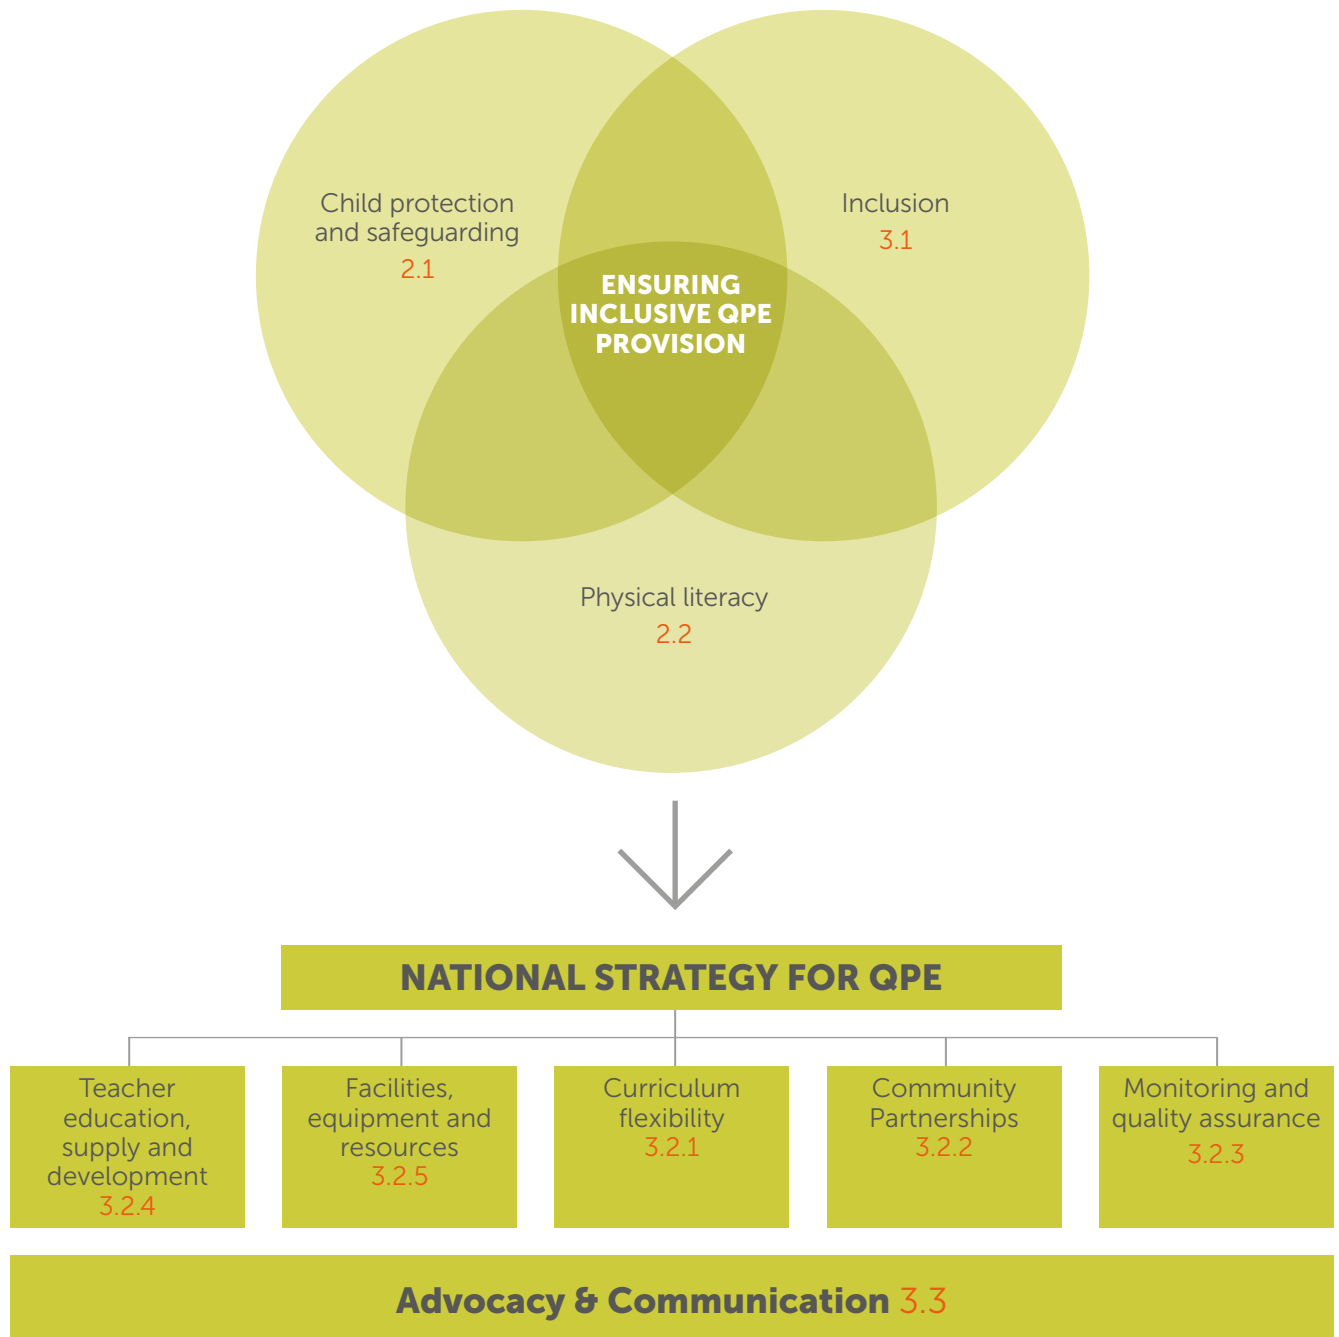 Child protection
and safeguarding
2.1
Inclusion
3.1
ENSURING
INCLUSIVE QPE
PROVISION
Physical literacy
2.2
NATIONAL STRATEGY FOR QPE
Teacher
education,
supply and
development
3.2.4
Facilities,
equipment and
resources
3.2.5
Curriculum
flexibility
3.2.1
Community
Partnerships
3.2.2
Monitoring and
quality assurance
3.2.3
Advocacy & Communication 3.3